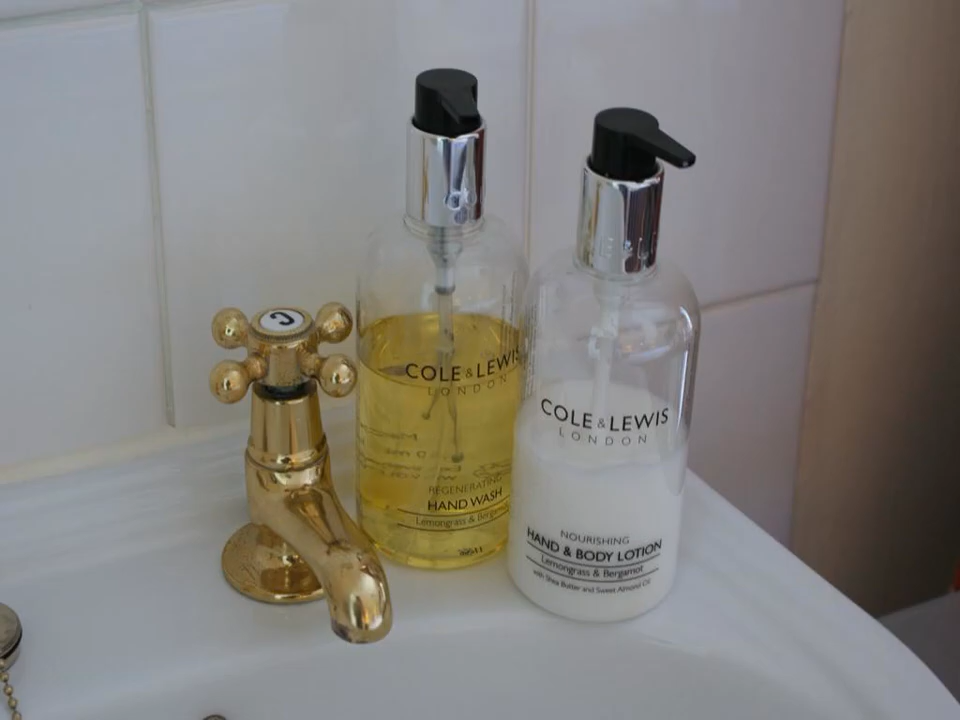 C
COLE & LEWIS
LONDON
REGENERATING
HAND WASH
Lemongrass & Bergamot
COLE & LEWIS
LONDON
NOURISHING
HAND & BODY LOTION
Lemongrass & Bergamot
with Shea Butter and Sweet Almond Oil